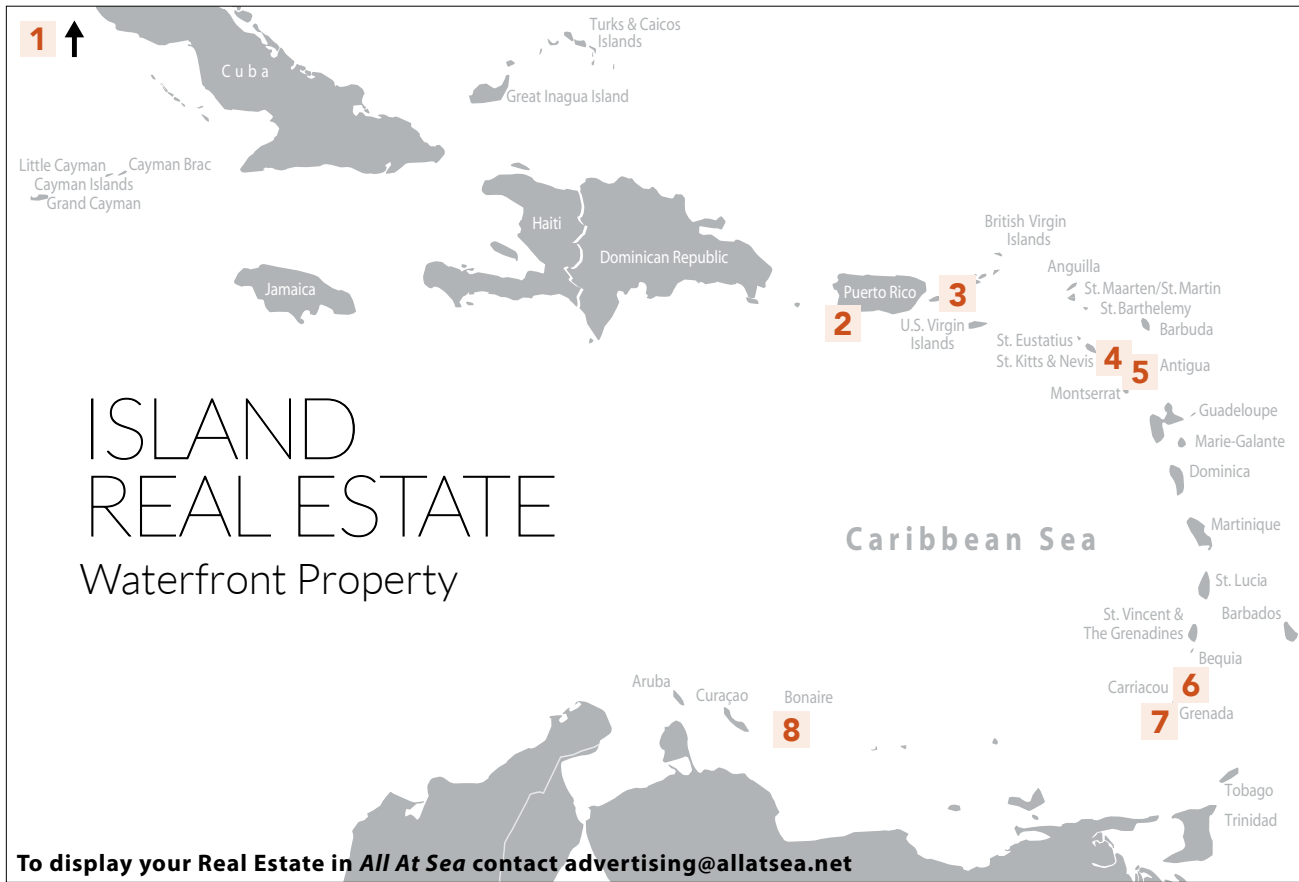 1
Turks & Caicos
Islands
Cuba
Great Inagua Island
Little Cayman
Cayman Brac
Cayman Islands
Grand Cayman
Haiti
Dominican Republic
Jamaica
British Virgin
Islands
Anguilla
St. Maarten/St. Martin
St. Barthelemy
Barbuda
Puerto Rico
3
2
U.S. Virgin
Islands
St. Eustatius
St. Kitts & Nevis
4
5
Antigua
Montserrat
Guadeloupe
Marie-Galante
Dominica
ISLAND
REAL ESTATE
Waterfront Property
Caribbean Sea
Martinique
St. Lucia
St. Vincent &
The Grenadines
Barbados
Bequia
Carriacou
6
7
Grenada
Aruba
Curaçao
Bonaire
8
Tobago
Trinidad
To display your Real Estate in All At Sea contact advertising@allatsea.net